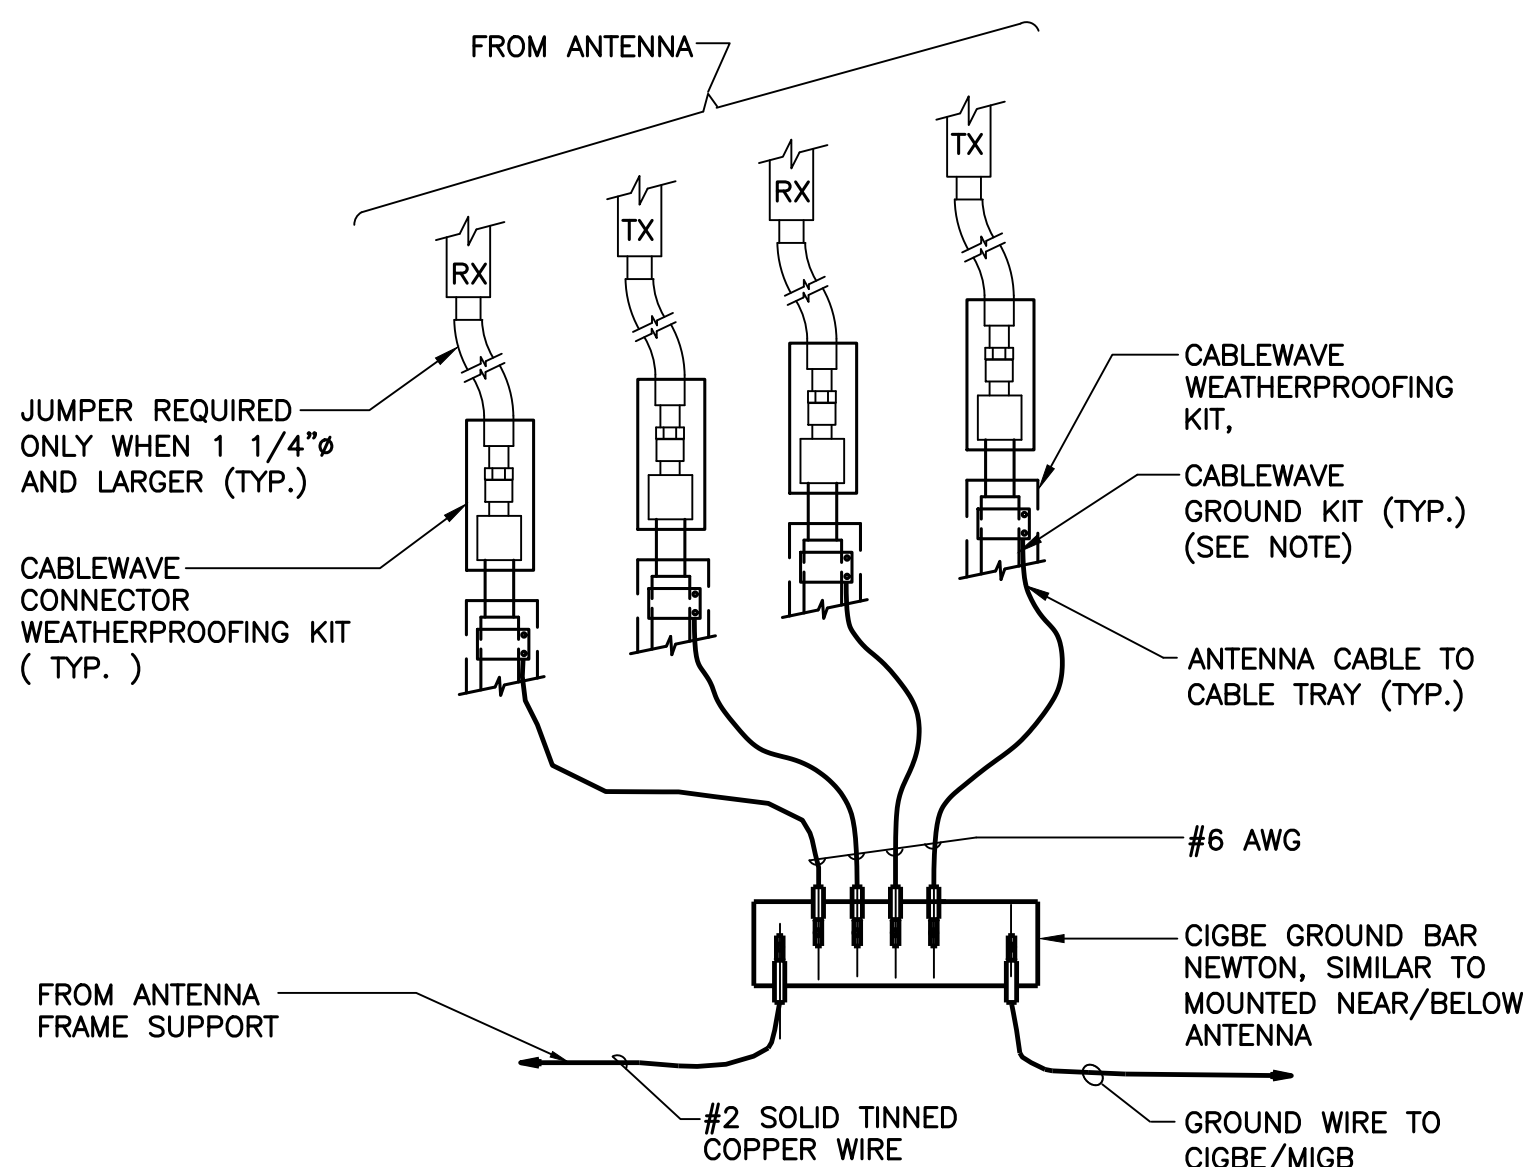 FROM ANTENNA
TX
RX
TX
RX
JUMPER REQUIRED
ONLY WHEN 1 1/4”ø
AND LARGER (TYP.)
CABLEWAVE
CONNECTOR
WEATHERPROOFING KIT
( TYP. )
CABLEWAVE
WEATHERPROOFING
KIT,
CABLEWAVE
GROUND KIT (TYP.)
(SEE NOTE)
ANTENNA CABLE TO
CABLE TRAY (TYP.)
#6 AWG
CIGBE GROUND BAR
NEWTON, SIMILAR TO
MOUNTED NEAR/BELOW
ANTENNA
FROM ANTENNA
FRAME SUPPORT
#2 SOLID TINNED
COPPER WIRE
GROUND WIRE TO
CIGBE/MIGB